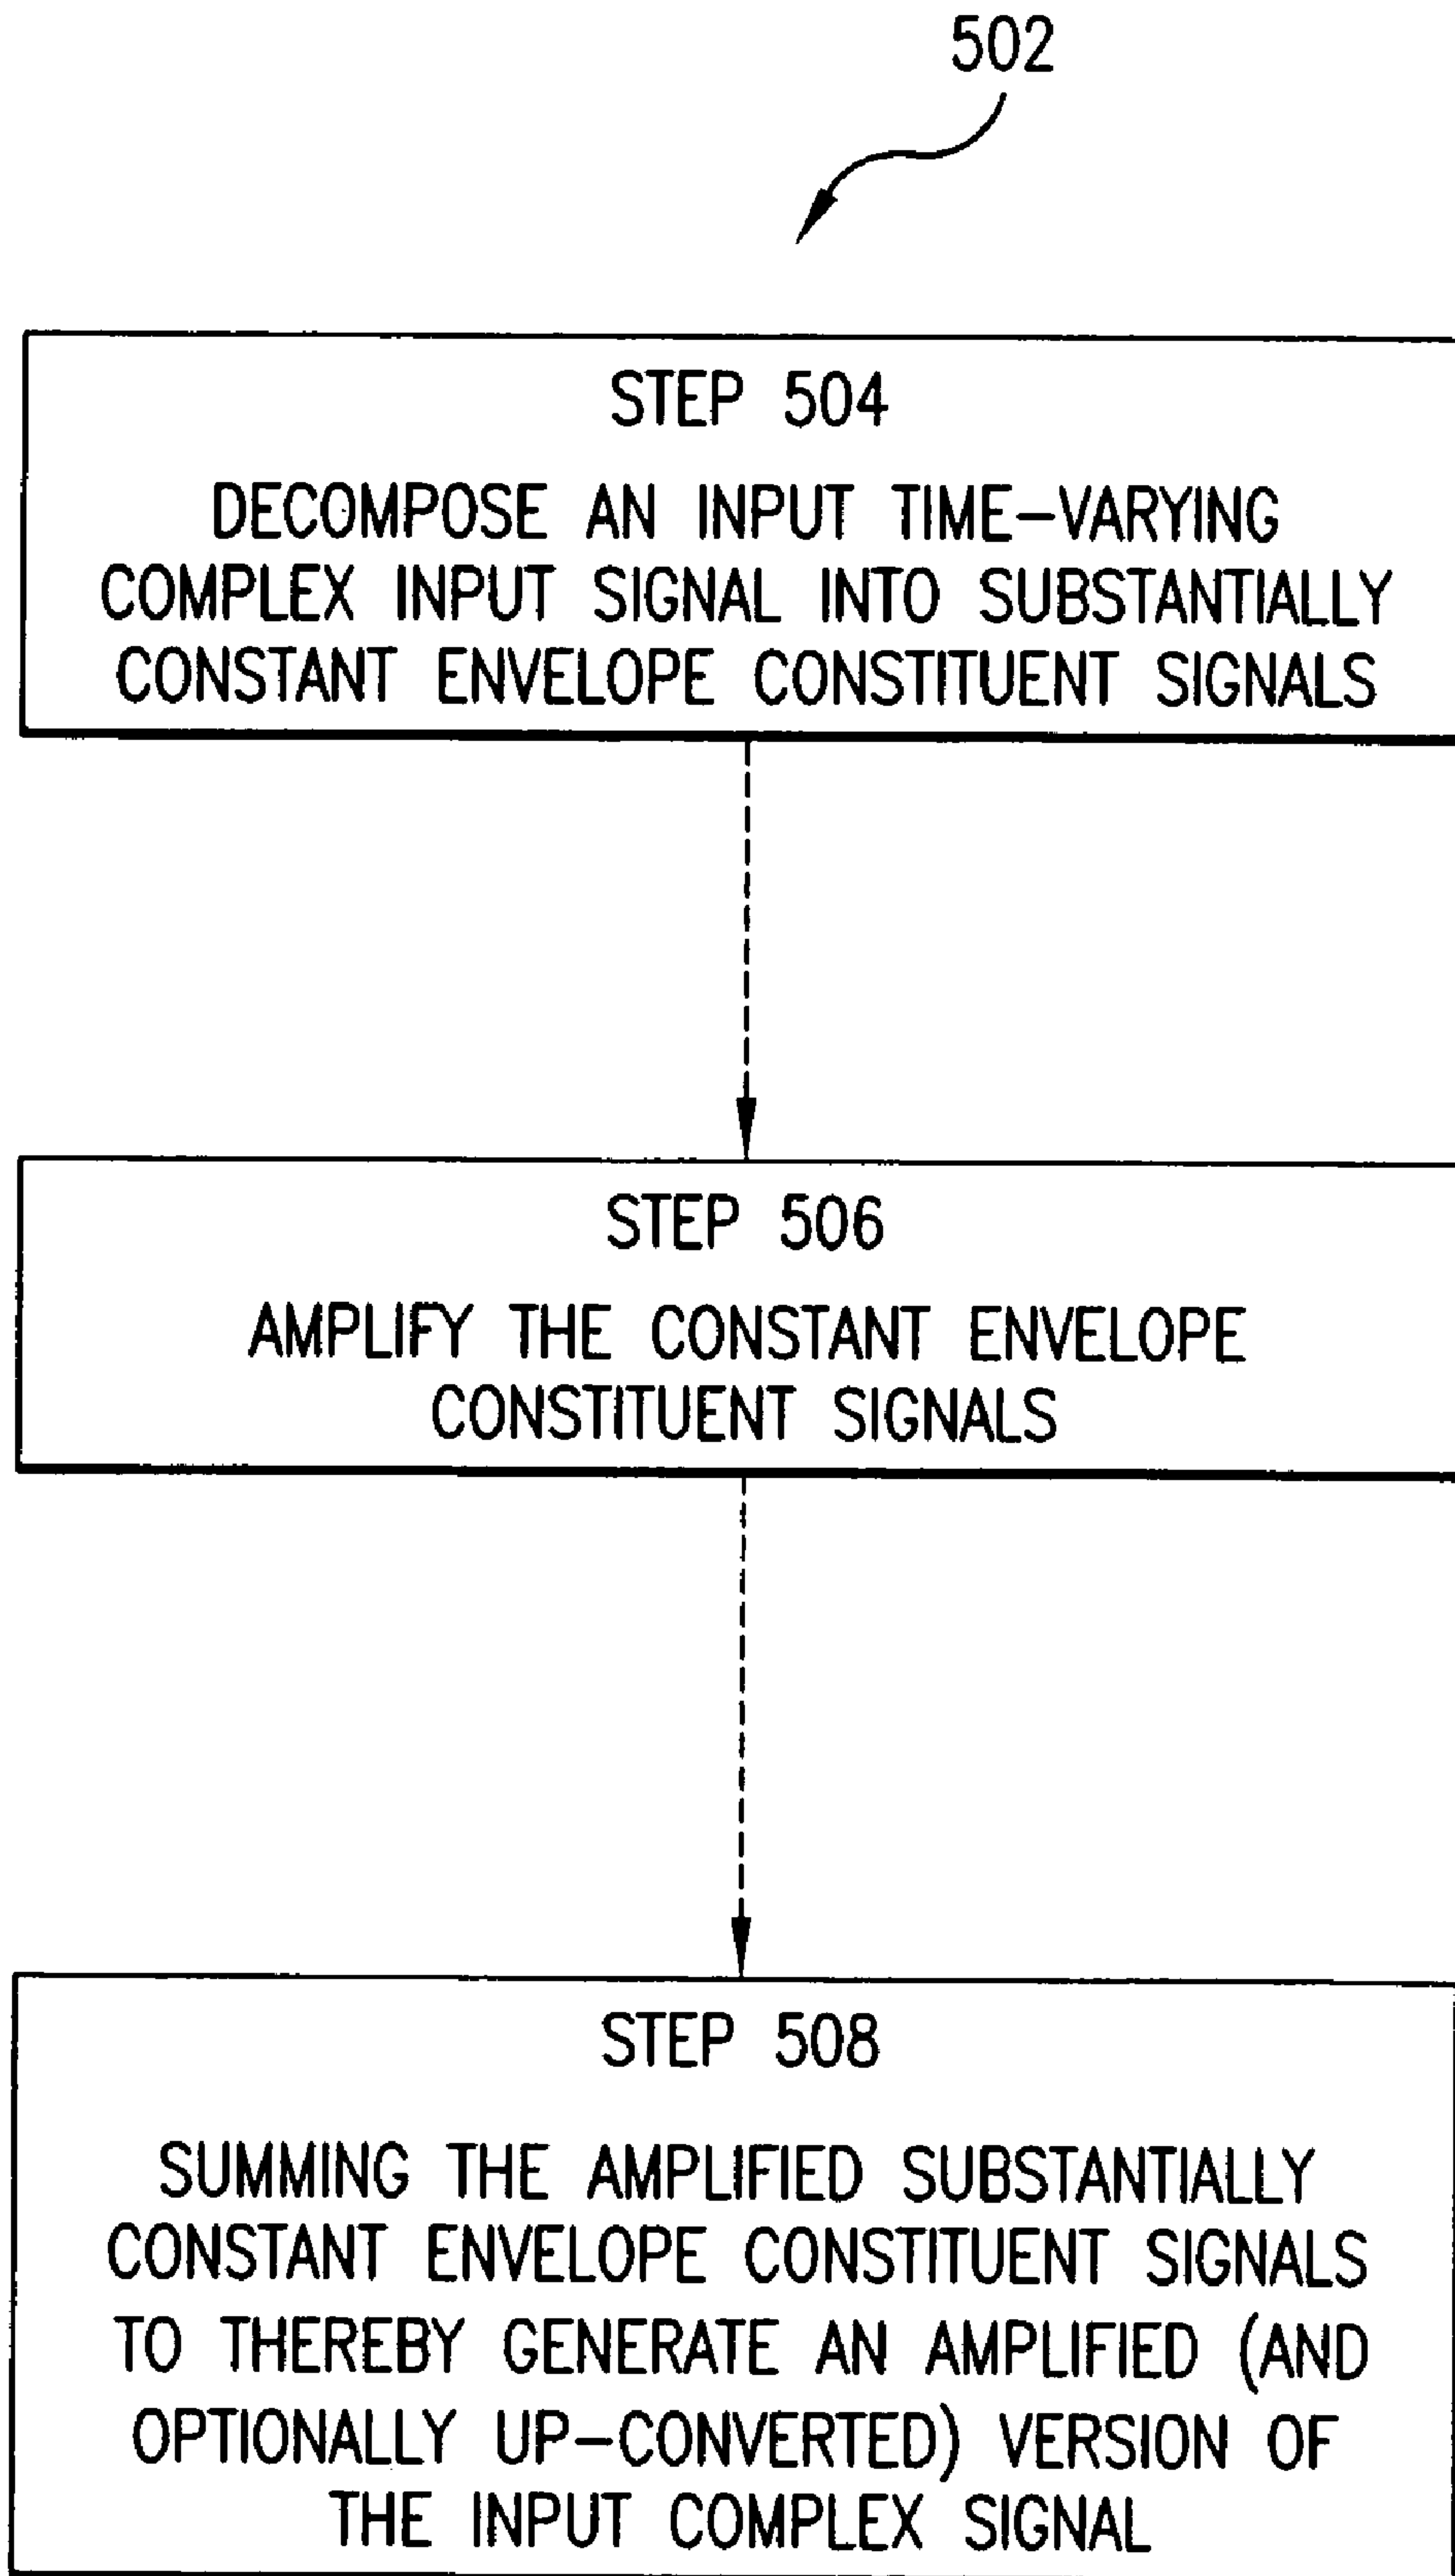 502
STEP 504
DECOMPOSE AN INPUT TIME-VARYING
COMPLEX INPUT SIGNAL INTO SUBSTANTIALLY
CONSTANT ENVELOPE CONSTITUENT SIGNALS
STEP 506
AMPLIFY THE CONSTANT ENVELOPE
CONSTITUENT SIGNALS
STEP 508
SUMMING THE AMPLIFIED SUBSTANTIALLY
CONSTANT ENVELOPE CONSTITUENT SIGNALS
TO THEREBY GENERATE AN AMPLIFIED (AND
OPTIONALLY UP-CONVERTED) VERSION OF
THE INPUT COMPLEX SIGNAL